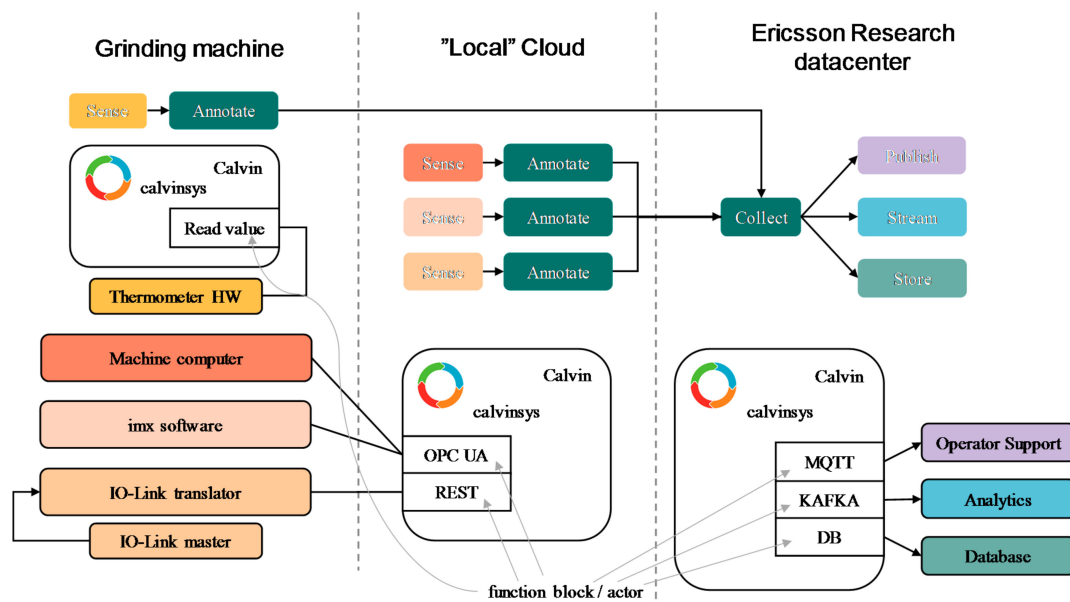 Grinding machine
"Local" Cloud
Ericsson Research
datacenter
Sense
Annotate
Calvin
calvinsys
Read value
Thermometer HW
Machine computer
imx software
IO-Link translator
IO-Link master
Sense
Annotate
Sense
Annotate
Sense
Annotate
Calvin
calvinsys
OPC UA
REST
Collect
Publish
Stream
Store
Calvin
calvinsys
MQTT
KAFKA
DB
Operator Support
Analytics
Database
function block / actor